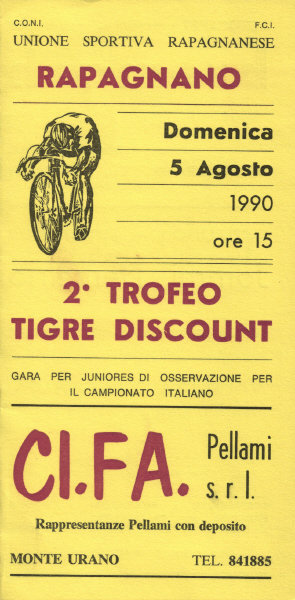 C.O.N.I. F.C.I.
UNIONE SPORTIVA RAPAGNANESE
RAPAGNANO
Domenica
5 Agosto
1990
ore 15
2° TROFEO
TIGRE DISCOUNT
GARA PER JUNIORES DI OSSERVAZIONE PER
IL CAMPIONATO ITALIANO
CI.FA. Pellami
s.r.l.
Rappresentanze Pellami con deposito
MONTE URANO TEL. 841885